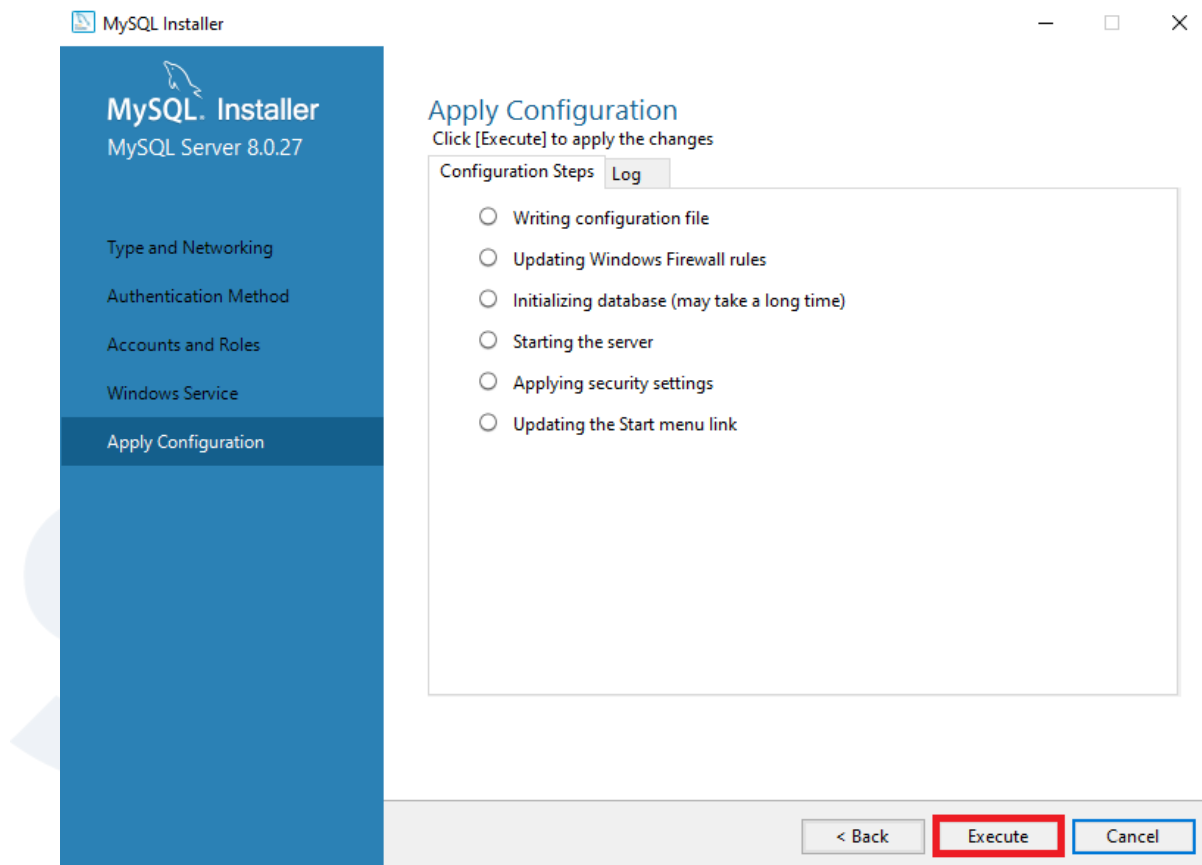 MySQL Installer
MySQL. Installer
MySQL Server 8.0.27
Type and Networking
Authentication Method
Accounts and Roles
Windows Service
Apply Configuration
Apply Configuration
Click [Execute] to apply the changes
Configuration Steps Log
Writing configuration file
Updating Windows Firewall rules
Initializing database (may take a long time)
Starting the server
Applying security settings
Updating the Start menu link
< Back Execute Cancel